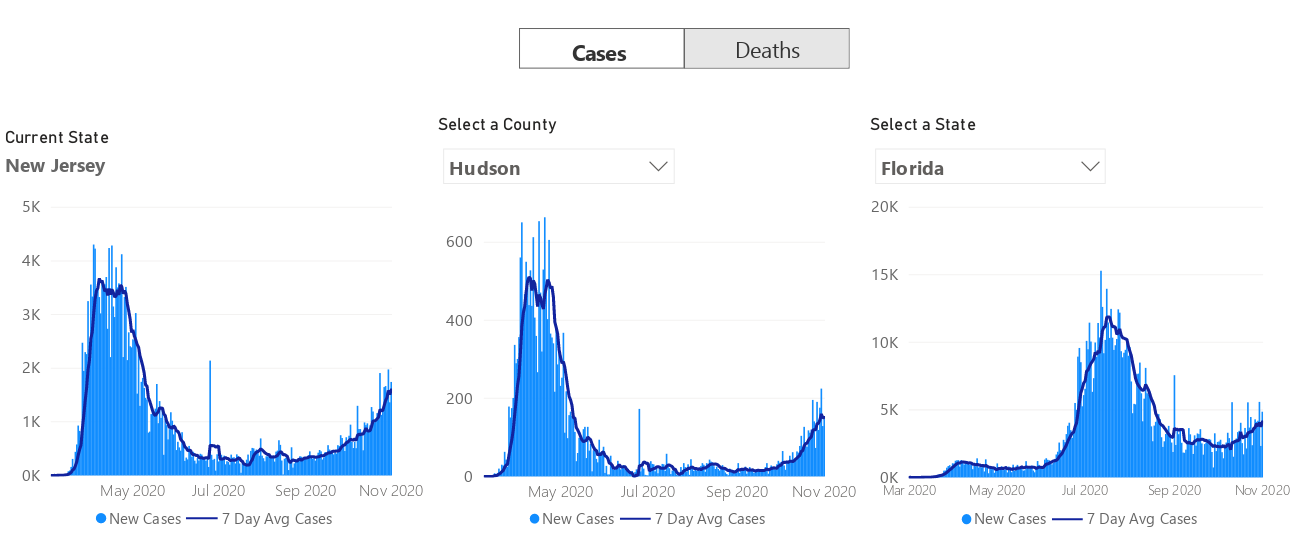 Cases Deaths
Current State
New Jersey
5K
4K
3K
2K
1K
0K
May 2020 Jul 2020 Sep 2020 Nov 2020
New Cases 7 Day Avg Cases
Select a County
Hudson
600
400
200
0
May 2020 Jul 2020 Sep 2020 Nov 2020
New Cases 7 Day Avg Cases
Select a State
Florida
20K
15K
10K
5K
0K
Mar 2020 May 2020 Jul 2020 Sep 2020 Nov 2020
New Cases 7 Day Avg Cases